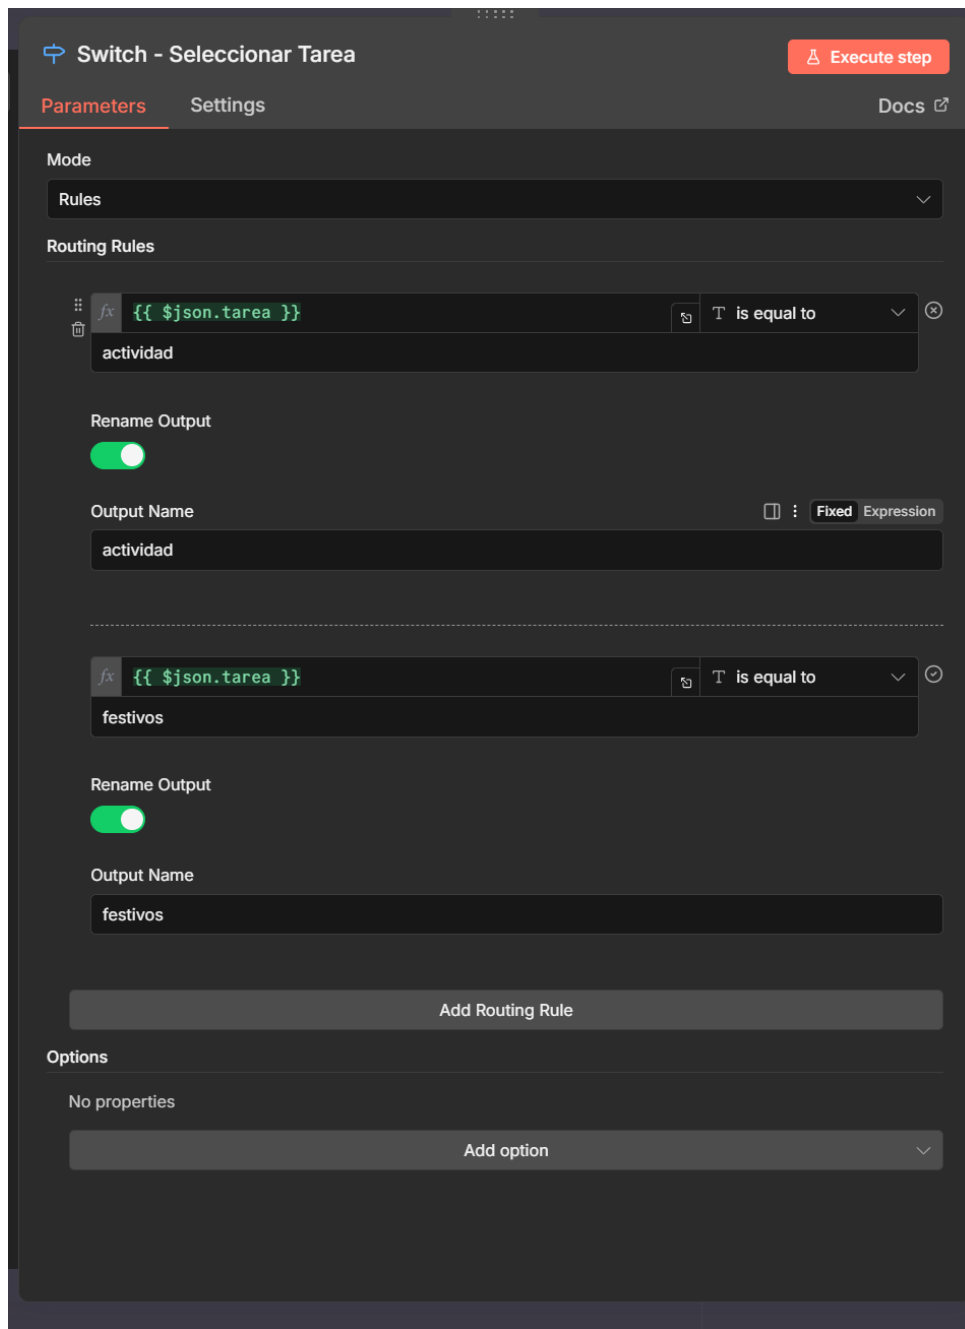 Switch - Seleccionar Tarea
Execute step
Parameters
Settings
Docs
Mode
Rules
Routing Rules
fx
{{ $json.tarea }}
T is equal to
actividad
Rename Output
Output Name
Fixed
Expression
actividad
fx
{{ $json.tarea }}
T is equal to
festivos
Rename Output
Output Name
festivos
Add Routing Rule
Options
No properties
Add option